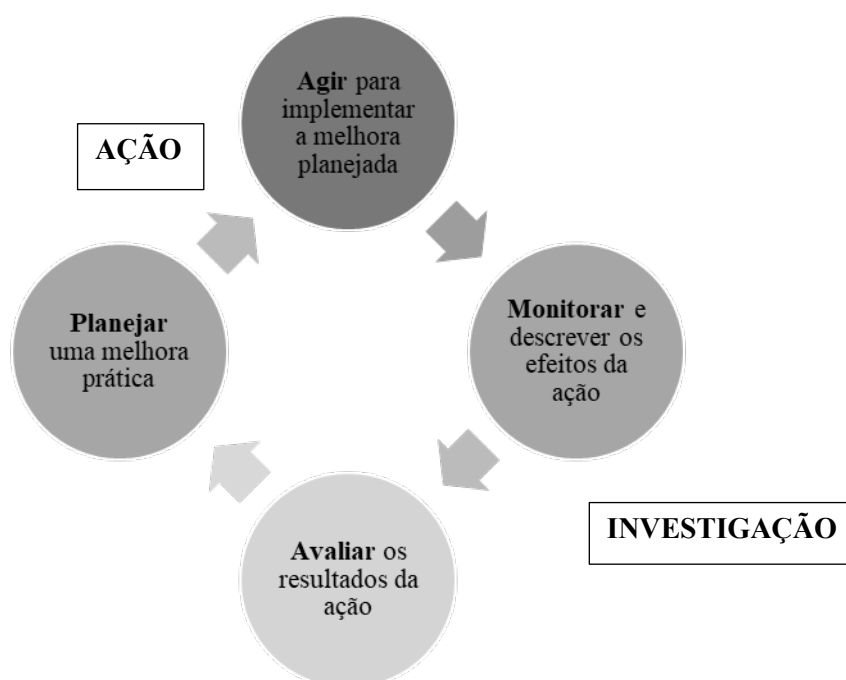 Agir para
implementar
a melhora
planejada
AÇÃO
Planejar
uma melhora
prática
Monitorar e
descrever os
efeitos da
ação
INVESTIGAÇÃO
Avaliar os
resultados da
ação